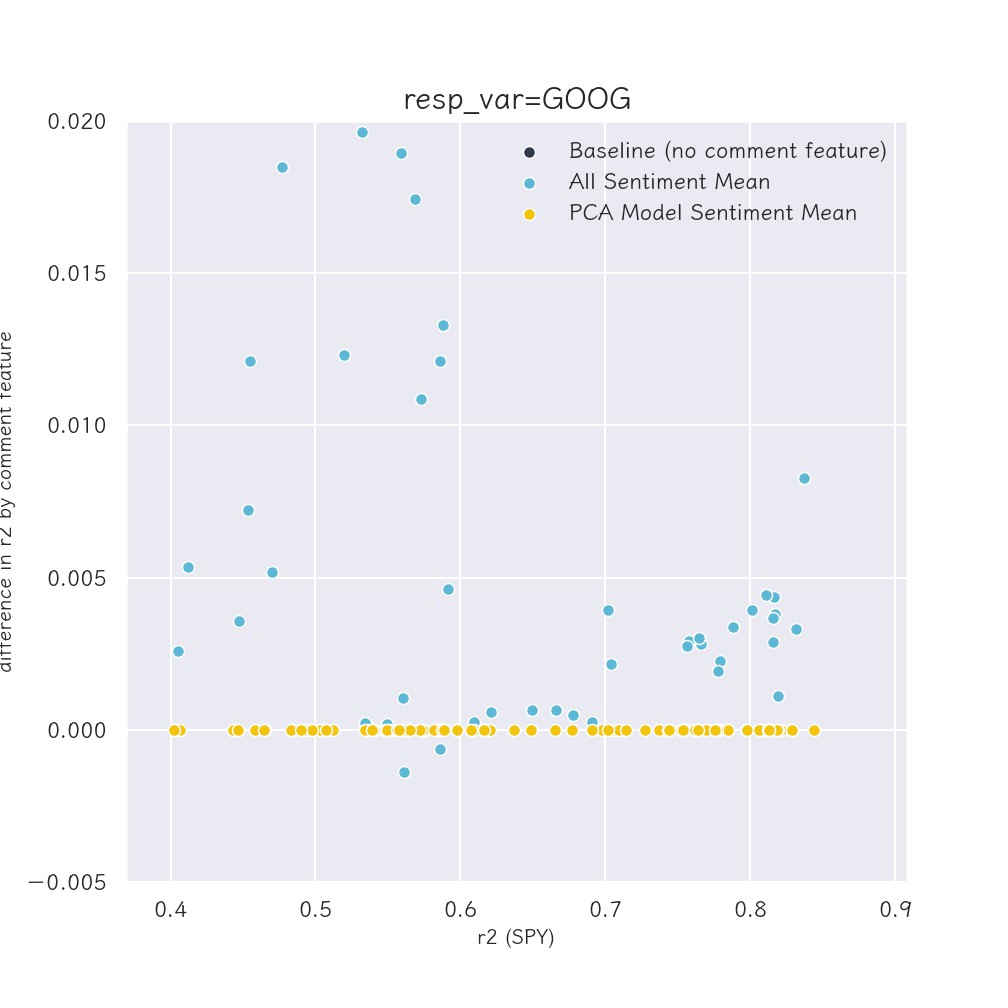 resp_var=GOOG
0.020
0.015
0.010
0.005
0.000
−0.005
difference in r2 by comment feature
Baseline (no comment feature)
All Sentiment Mean
PCA Model Sentiment Mean
0.4 0.5 0.6 0.7 0.8 0.9
r2 (SPY)